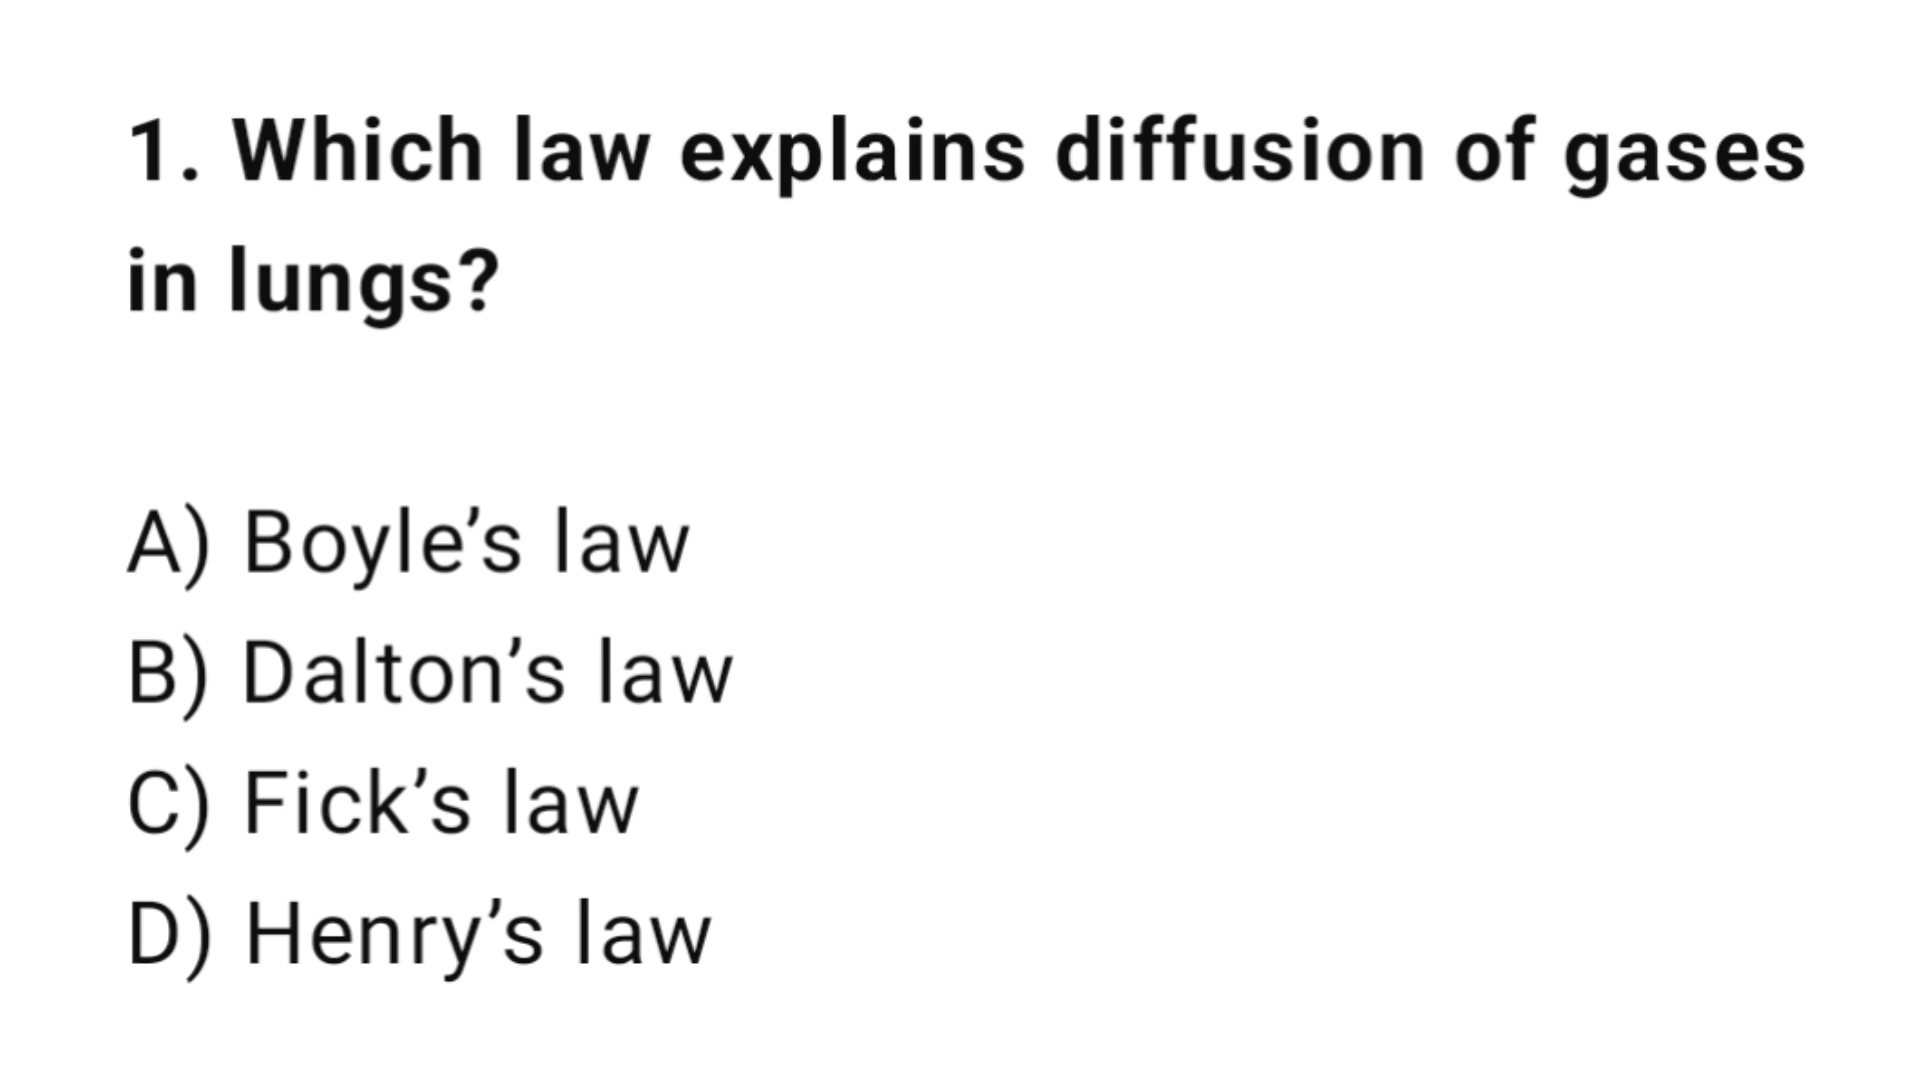 1. Which law explains diffusion of gases
in lungs?
A) Boyle’s law
B) Dalton’s law
C) Fick’s law
D) Henry’s law